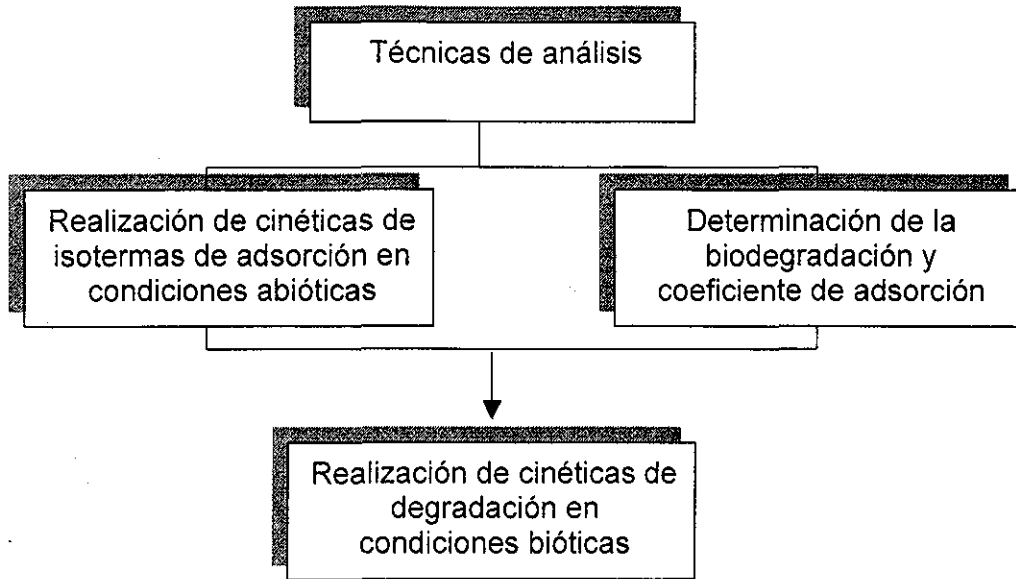 Técnicas de análisis
Realización de cinéticas de
isotermas de adsorción en
condiciones abióticas
Determinación de la
biodegradación y
coeficiente de adsorción
Realización de cinéticas de
degradación en
condiciones bióticas